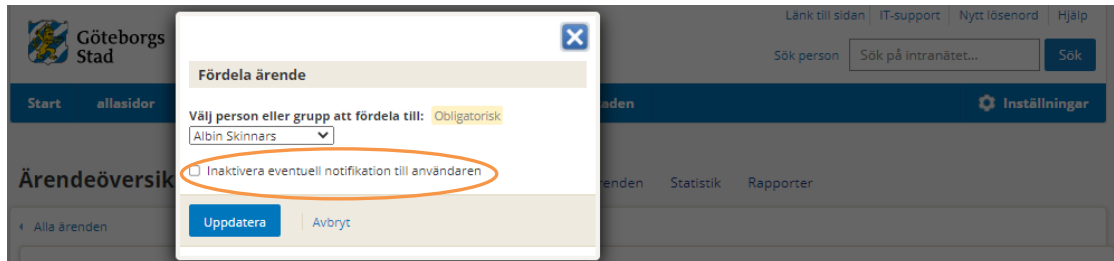 Länk till sidan IT-support Nytt lösenord Hjälp
Göteborgs
Stad
Sök person Sök på intranätet... Sök
Fördela ärende
Start allasidor aden Inställningar
Välj person eller grupp att fördela till: Obligatorisk
Albin Skinnars
Inaktivera eventuell notifikation till användaren
Ärendeöversik renden Statistik Rapporter
Uppdatera Avbryt
Alla ärenden